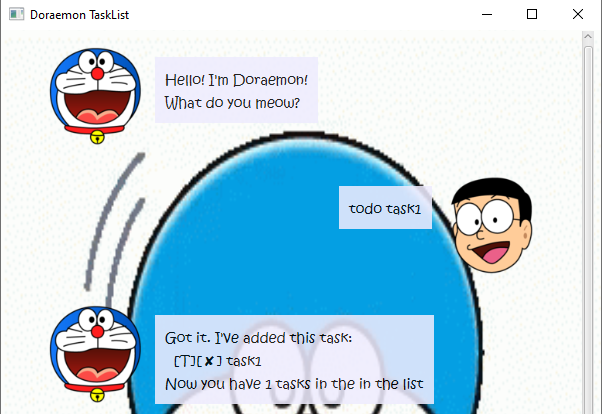 Doraemon TaskList
Hello! I'm Doraemon!
What do you meow?
todo task1
Got it. I've added this task:
[T][✘] task1
Now you have 1 tasks in the in the list